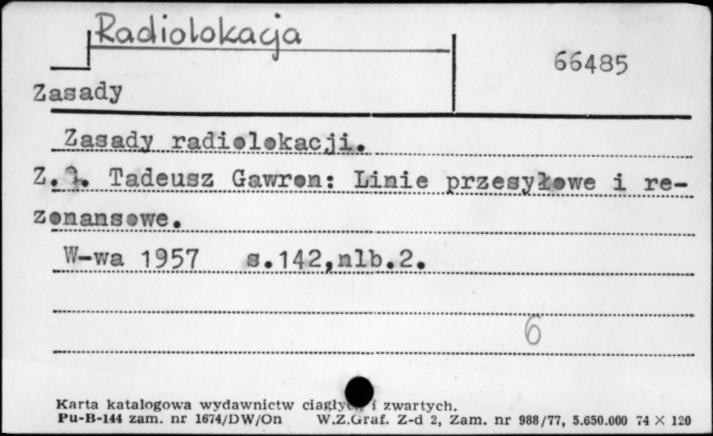 Radiolokacja
66485
Zasady
Zasady radiolokacji.
Z. Tadeusz Gawron: Linie przesyłowe i re-
zonansowe.
W-wa 1957 s.142,nlb.2.
6
Karta katalogowa wydawnictw ciągłych i zwartych.
Pu-B-144 zam. nr 1674/DW/On W.Z.Graf. Z-d 2, Zam. nr 988/77, 5.650.000 74 × 120